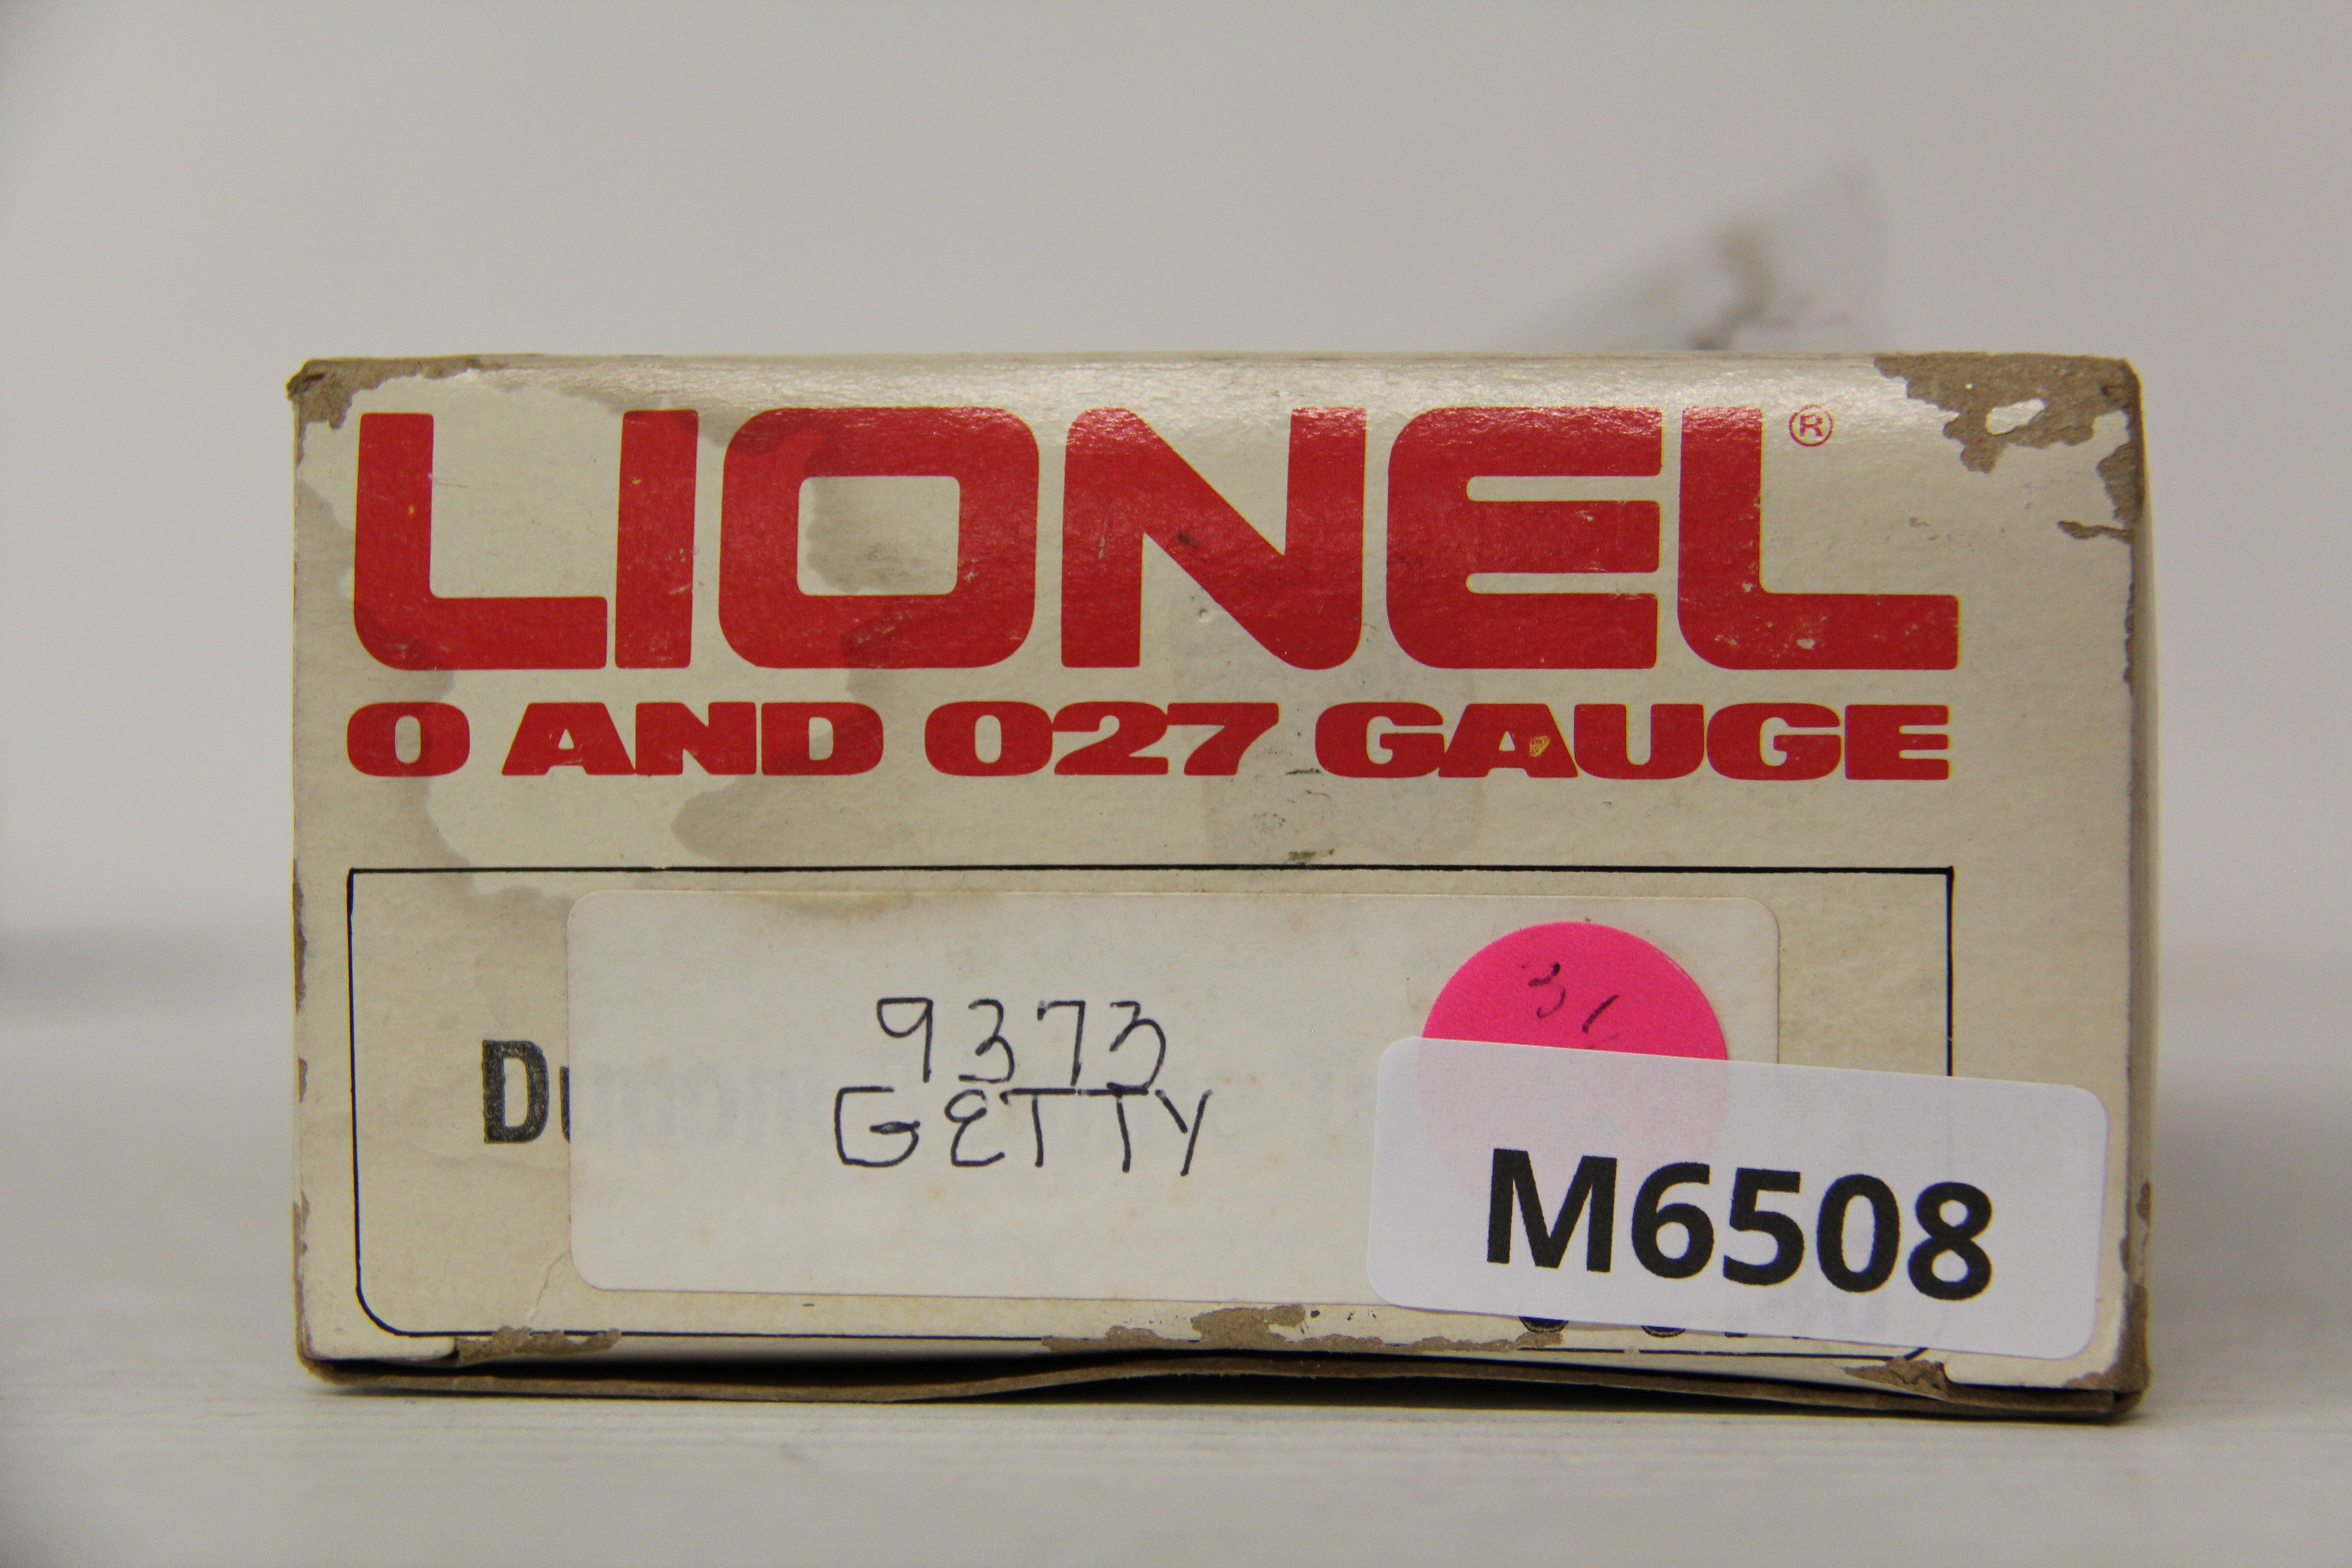 LIONEL®
O AND O27 GAUGE
9373
GETTY
M6508